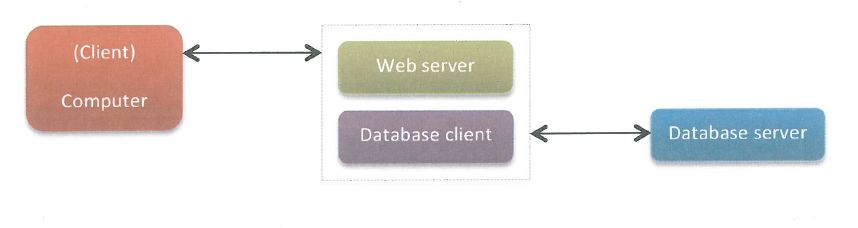 (Client)
Computer
Web server
Database client
Database server